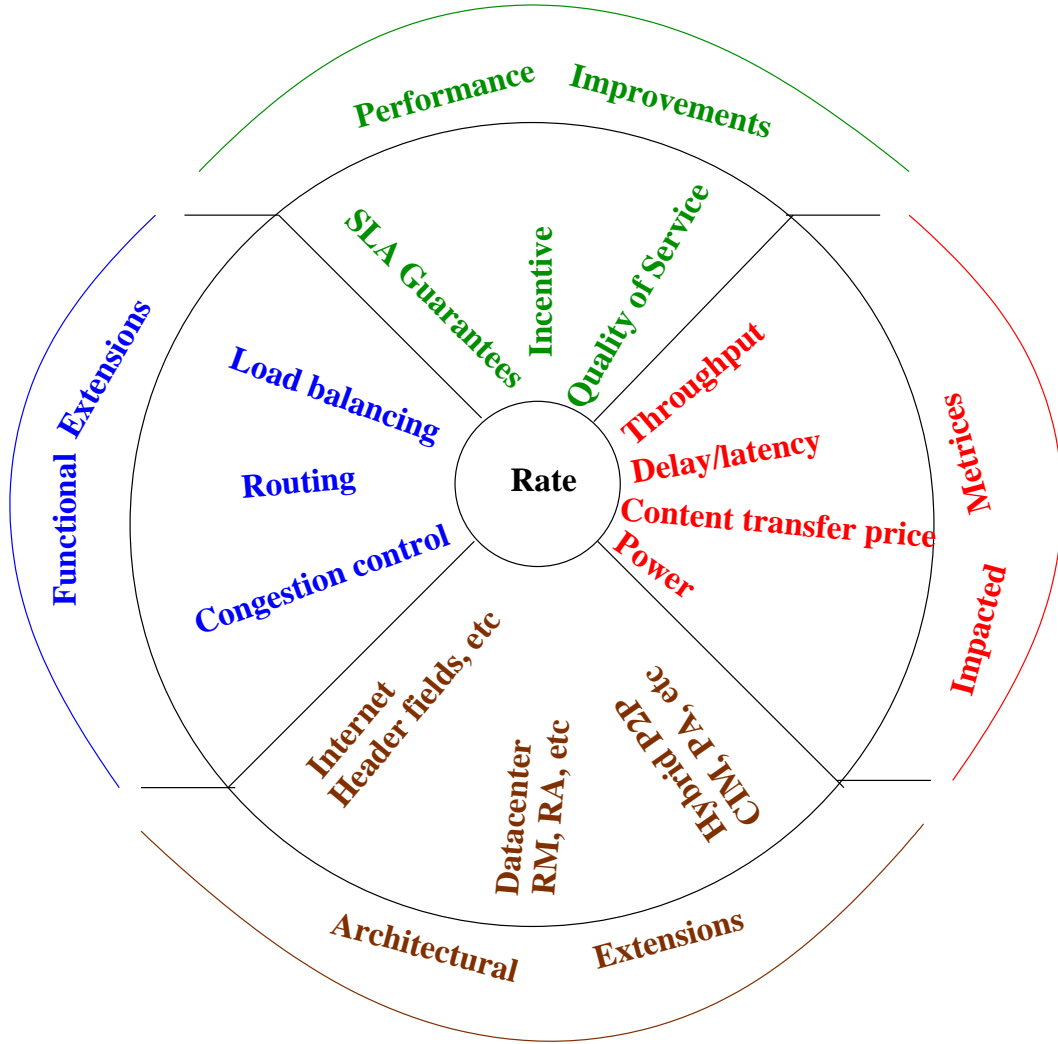 Performance Improvements
SLA Guarantees
Incentive
Quality of Service
Functional Extensions
Load balancing
Routing
Congestion control
Rate
Throughput
Delay/latency
Content transfer price
Power
Metrices
Impacted
Internet
Header fields, etc
Datacenter
RM, RA, etc
Hybrid P2P
CIM, PA, etc
Architectural Extensions